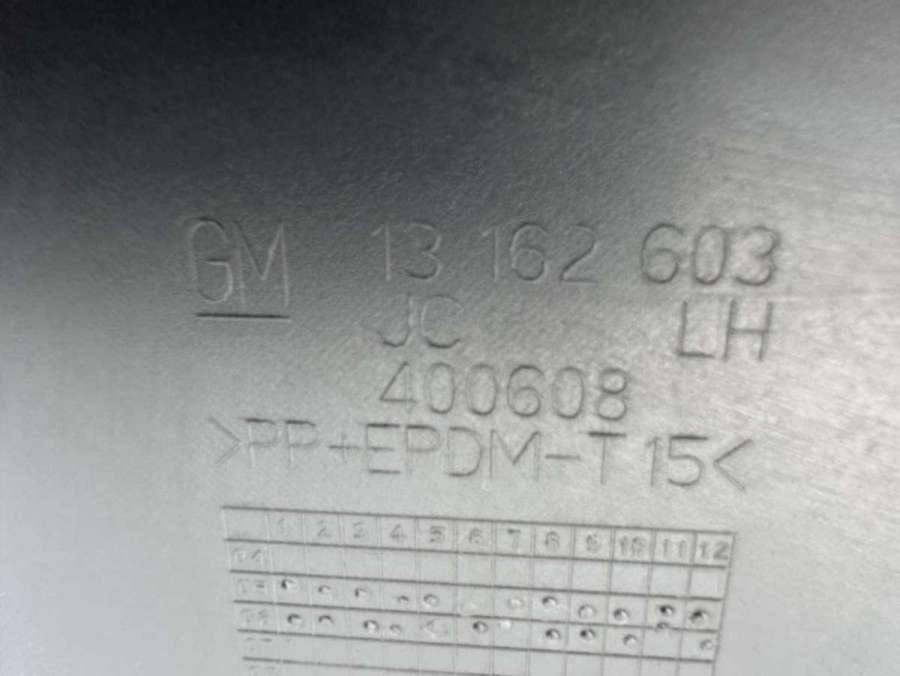 GM 13 162 603
JC LH
400608
>PP+EPDM-T15<
1 2 3 4 5 6 7 8 9 10 11 12